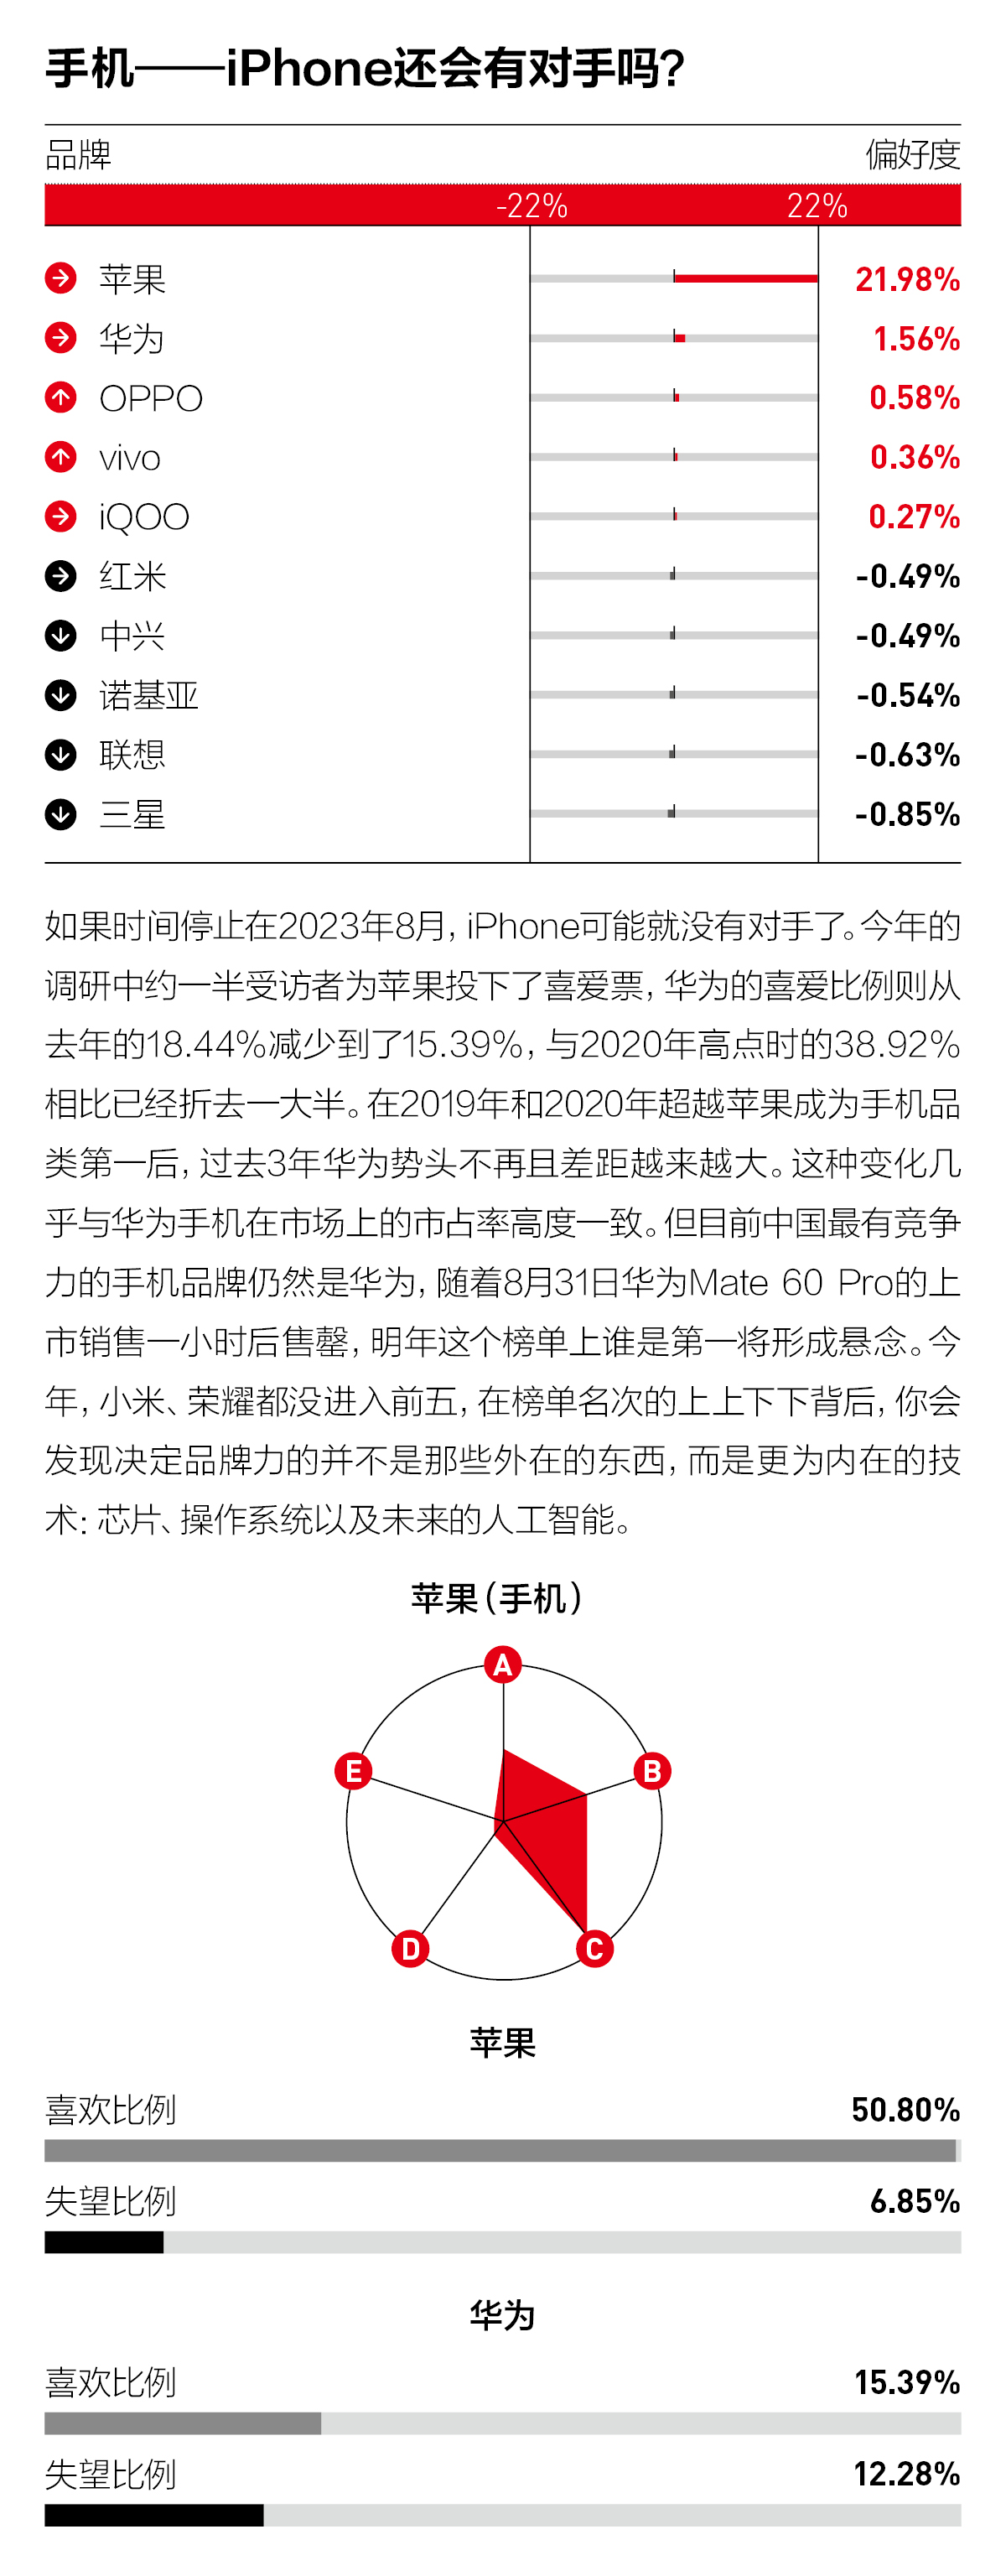 手机——iPhone还会有对手吗?
品牌 偏好度
-22% 22%
苹果 21.98%
华为 1.56%
OPPO 0.58%
vivo 0.36%
iQOO 0.27%
红米 -0.49%
中兴 -0.49%
诺基亚 -0.54%
联想 -0.63%
三星 -0.85%
如果时间停止在2023年8月，iPhone可能就没有对手了。今年的
调研中约一半受访者为苹果投下了喜爱票，华为的喜爱比例则从
去年的18.44%减少到了15.39%，与2020年高点时的38.92%
相比已经折去一大半。在2019年和2020年超越苹果成为手机品
类第一后，过去3年华为势头不再且差距越来越大。这种变化几
乎与华为手机在市场上的市占率高度一致。但目前中国最有竞争
力的手机品牌仍然是华为，随着8月31日华为Mate 60 Pro的上
市销售一小时后售罄，明年这个榜单上谁是第一将形成悬念。今
年，小米、荣耀都没进入前五，在榜单名次的上上下下背后，你会
发现决定品牌力的并不是那些外在的东西，而是更为内在的技
术：芯片、操作系统以及未来的人工智能。
苹果（手机）
A
E B
D C
苹果
喜欢比例 50.80%
失望比例 6.85%
华为
喜欢比例 15.39%
失望比例 12.28%